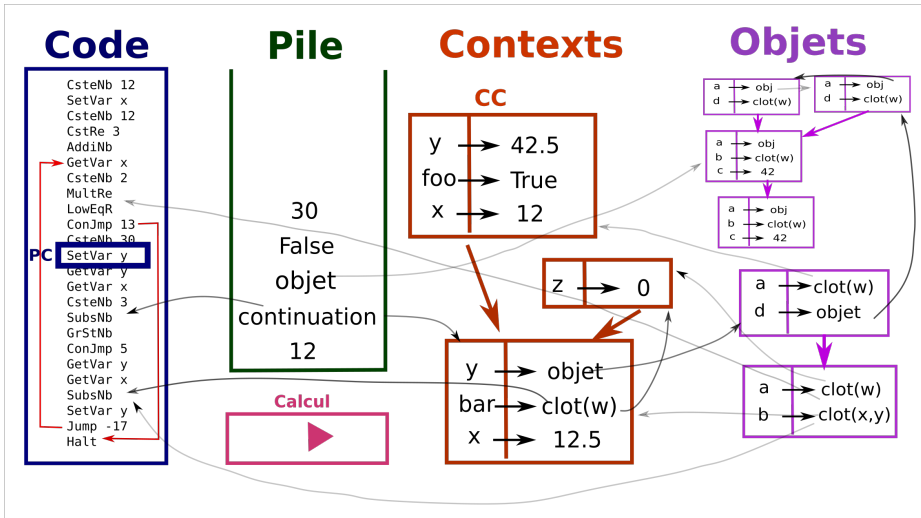 Code
CsteNb 12
SetVar x
CsteNb 12
CstRe 3
AddiNb
GetVar x
CsteNb 2
MultRe
LowEqR
ConJmp 13
CsteNb 30
PC
SetVar y
GetVar y
GetVar x
CsteNb 3
SubsNb
GrStNb
ConJmp 5
GetVar y
GetVar x
SubsNb
SetVar y
Jump -17
Halt
Pile
30
False
objet
continuation
12
Calcul
Contexts
CC
y 42.5
foo True
x 12
z 0
y objet
bar clot(w)
x 12.5
Objets
a obj
d clot(w)
a obj
d clot(w)
a obj
b clot(w)
c 42
a obj
b clot(w)
c 42
a clot(w)
d objet
a clot(w)
b clot(x,y)